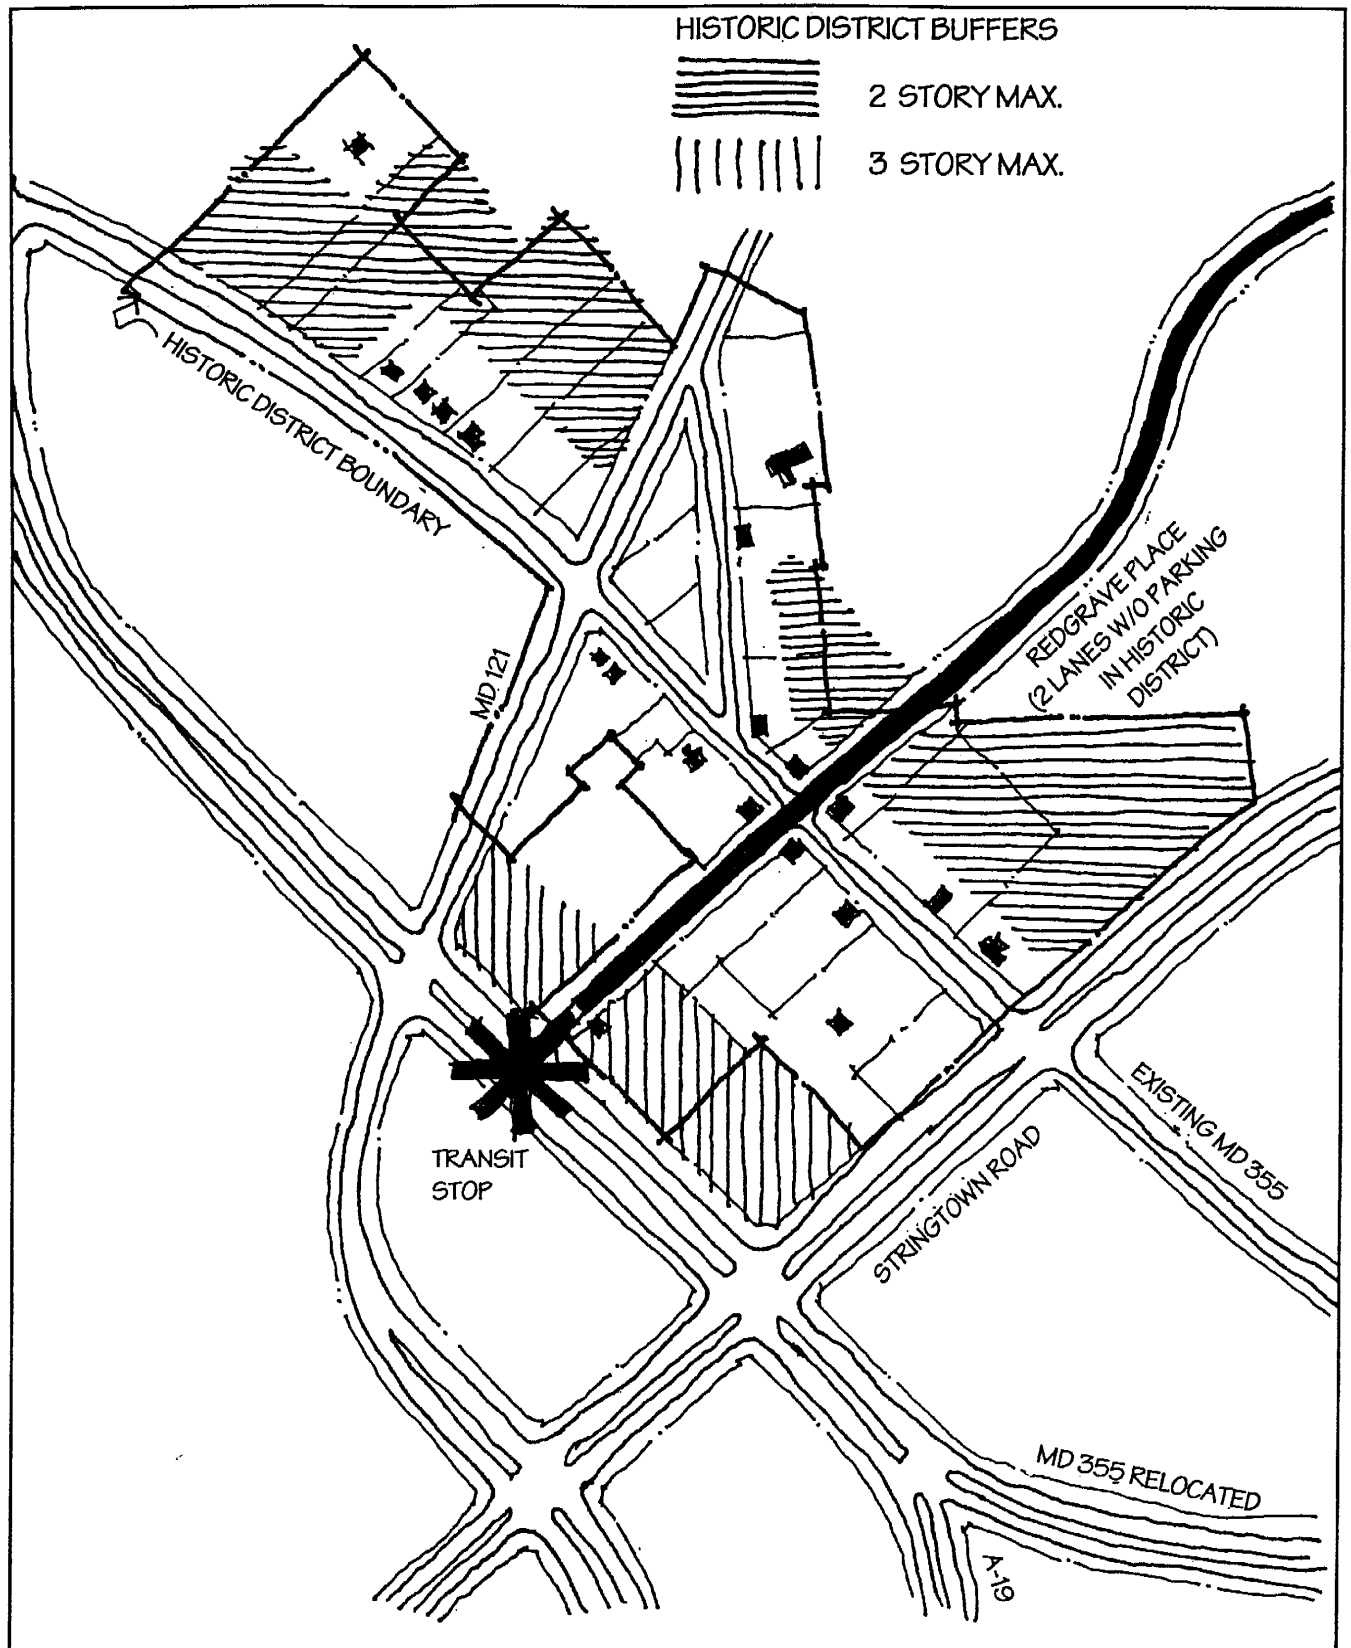 HISTORIC DISTRICT BUFFERS
2 STORY MAX.
3 STORY MAX.
HISTORIC DISTRICT BOUNDARY
REDGRAVE PLACE
(2 LANES W/O PARKING
IN HISTORIC
DISTRICT)
MD 121
TRANSIT
STOP
EXISTING MD 355
STRINGTOWN ROAD
MD 355 RELOCATED
A-19